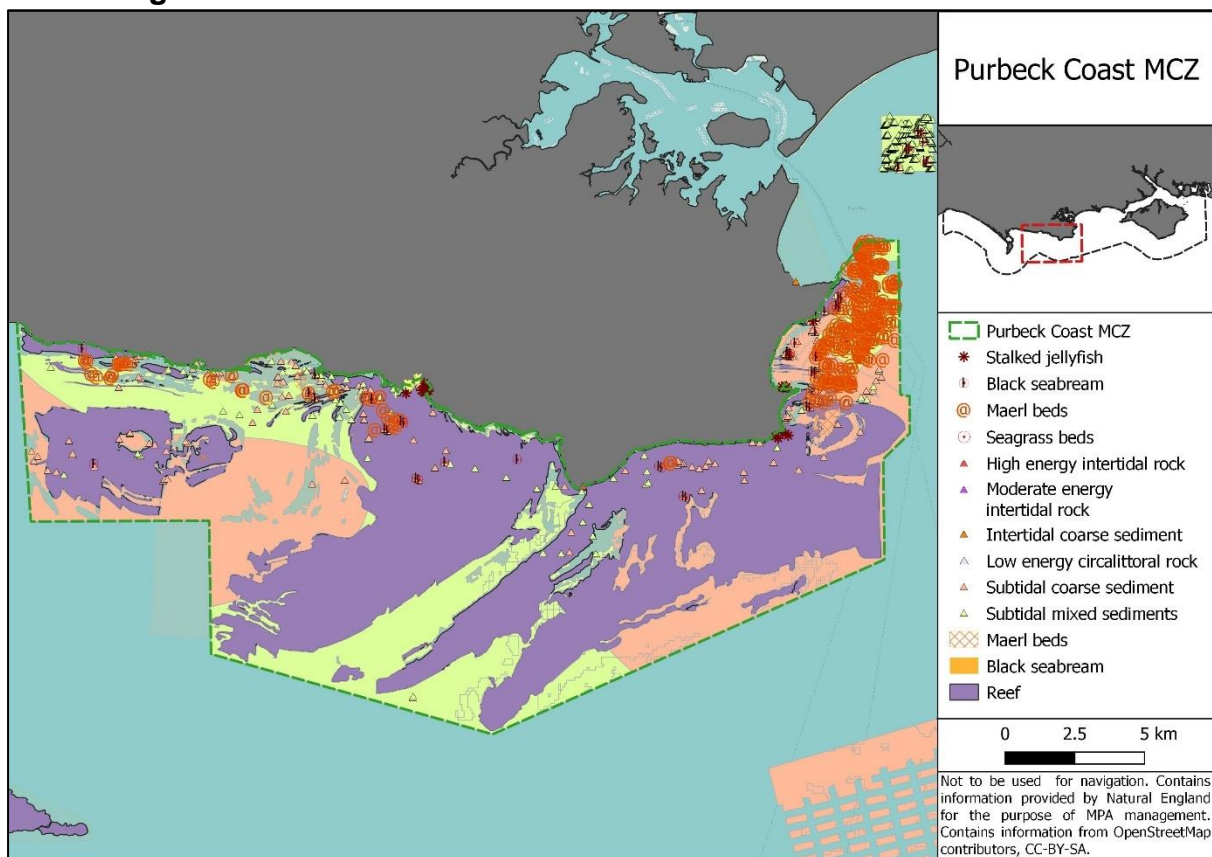 Purbeck Coast MCZ
Purbeck Coast MCZ
Stalked jellyfish
Black seabream
Maerl beds
Seagrass beds
High energy intertidal rock
Moderate energy
intertidal rock
Intertidal coarse sediment
Low energy circalittoral rock
Subtidal coarse sediment
Subtidal mixed sediments
Maerl beds
Black seabream
Reef
0 2.5 5 km
Not to be used for navigation. Contains
information provided by Natural England
for the purpose of MPA management.
Contains information from OpenStreetMap
contributors, CC-BY-SA.